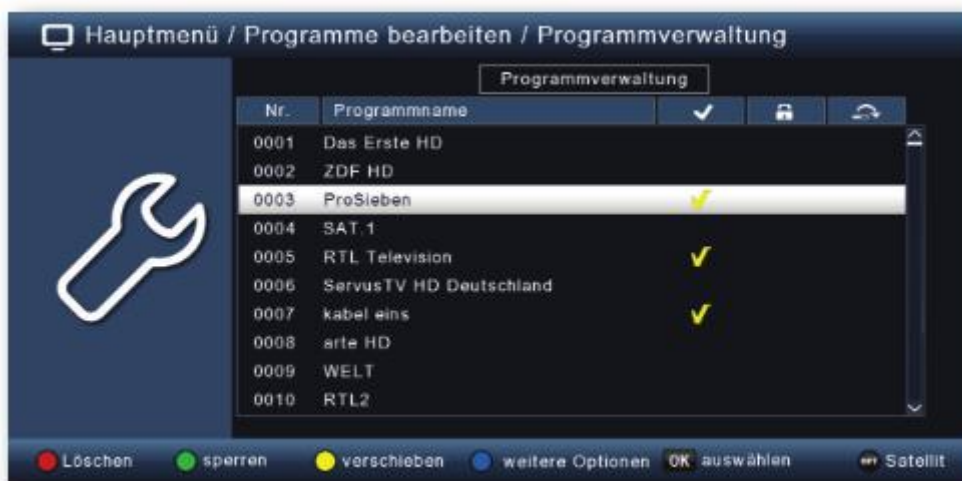 Hauptmenü / Programme bearbeiten / Programmverwaltung
Programmverwaltung
Nr. Programmname
0001 Das Erste HD
0002 ZDF HD
0003 ProSieben
0004 SAT.1
0005 RTL Television
0006 ServusTV HD Deutschland
0007 kabel eins
0008 arte HD
0009 WELT
0010 RTL2
Löschen sperren verschieben weitere Optionen OK auswählen Satellit